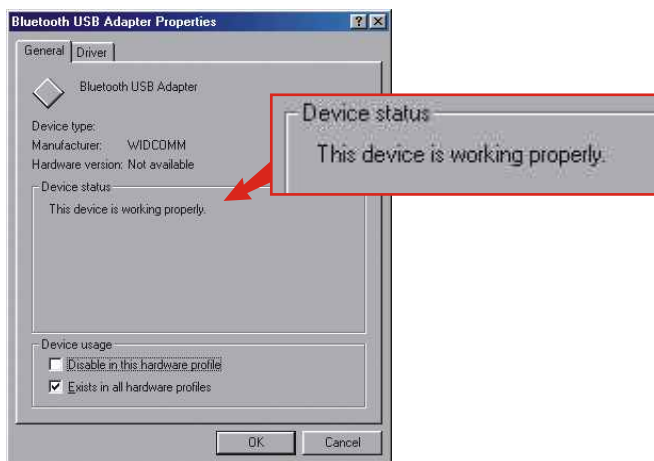 Bluetooth USB Adapter Properties
General Driver
Bluetooth USB Adapter
Device type:
Manufacturer: WIDCOMM
Hardware version: Not available
Device status
This device is working properly.
Device status
This device is working properly.
Device usage
Disable in this hardware profile
Exists in all hardware profiles
OK Cancel